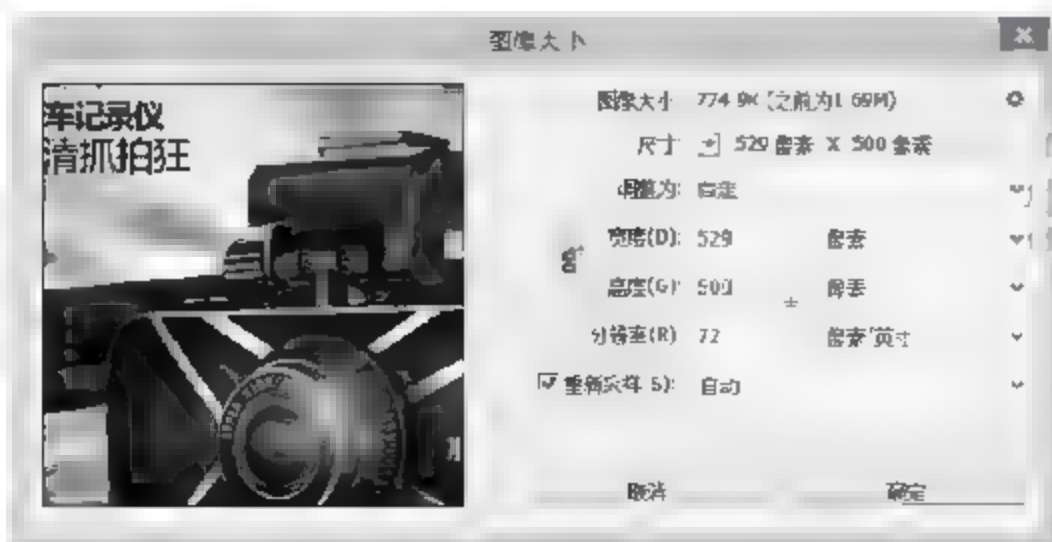 图像大小
车记录仪
清抓拍狂
图像大小 774.9K (之前为1.69M)
尺寸: 529 像素 X 500 像素
调整为: 自定
宽度(D): 529 像素
高度(G): 500 像素
分辨率(R): 72 像素/英寸
重新采样(S): 自动
取消 确定